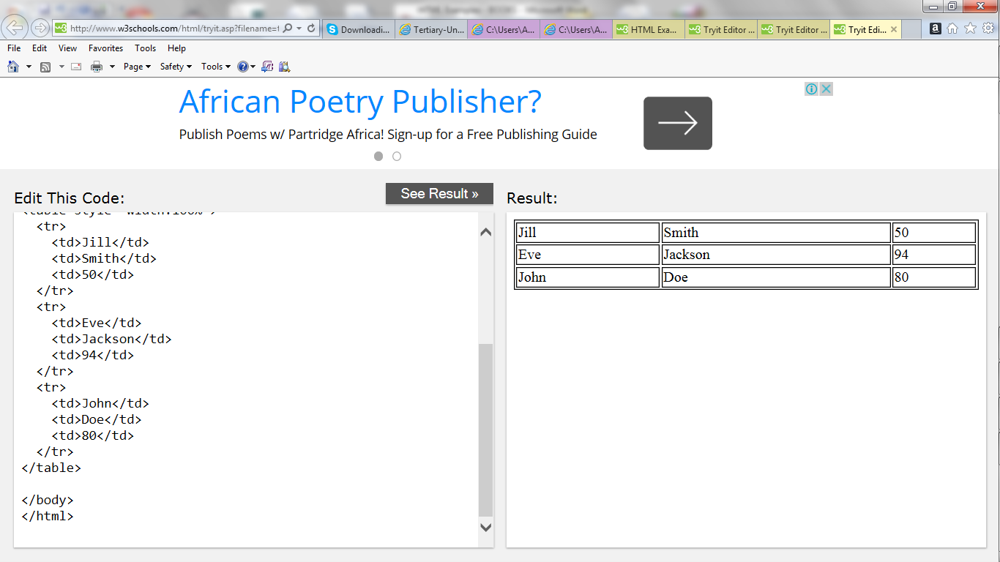 http://www.w3schools.com/html/tryit.asp?filename=t
Downloadi... Tertiary-Un... C:\Users\A... C:\Users\A... HTML Exa... Tryit Editor ... Tryit Editor ... Tryit Edi...
File Edit View Favorites Tools Help
Page Safety Tools
African Poetry Publisher?
Publish Poems w/ Partridge Africa! Sign-up for a Free Publishing Guide
Edit This Code:
See Result »
Result:
<tr>
<td>Jill</td>
<td>Smith</td>
<td>50</td>
</tr>
<tr>
<td>Eve</td>
<td>Jackson</td>
<td>94</td>
</tr>
<tr>
<td>John</td>
<td>Doe</td>
<td>80</td>
</tr>
</table>
</body>
</html>
Jill Smith 50
Eve Jackson 94
John Doe 80